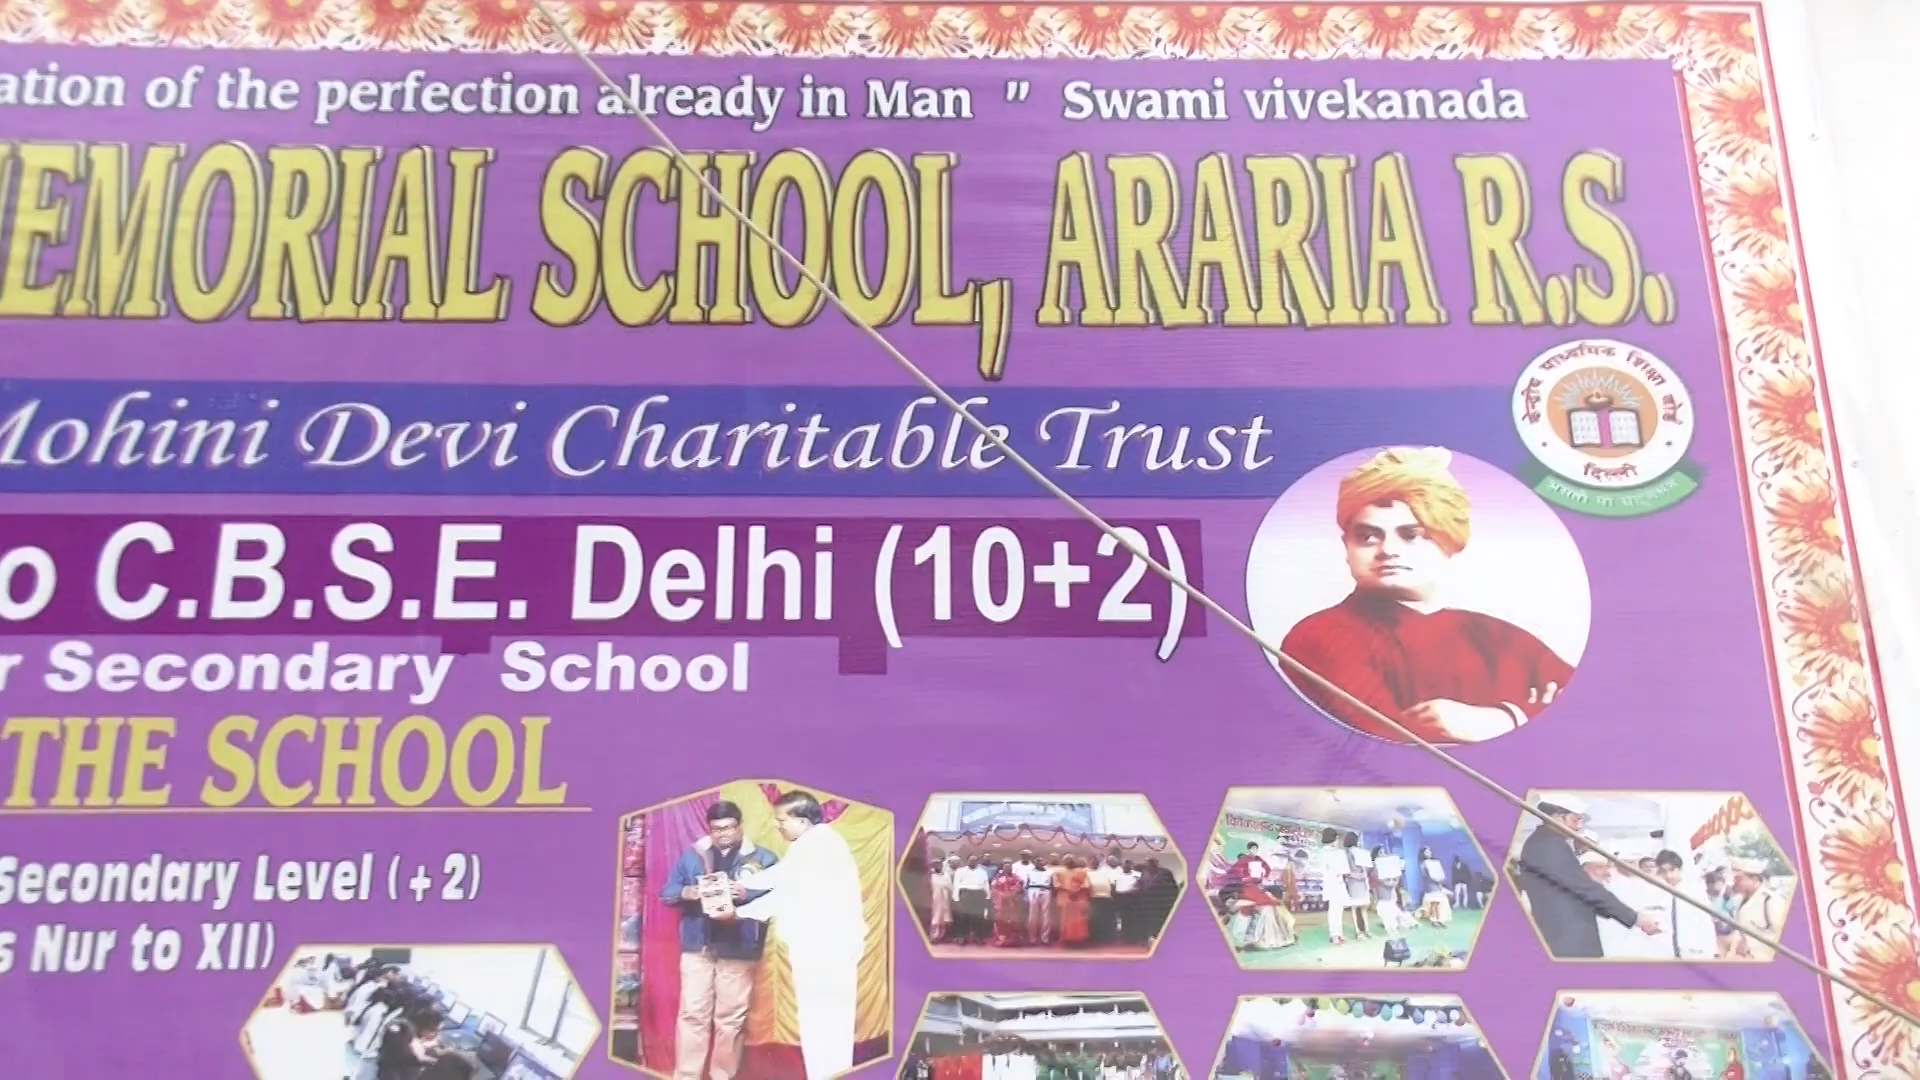 ation of the perfection already in Man " Swami vivekanada
EMORIAL SCHOOL, ARARIA R.S.
Mohini Devi Charitable Trust
केन्द्रीय माध्यमिक शिक्षा बोर्ड
दिल्ली
o C.B.S.E. Delhi (10+2)
r Secondary School
THE SCHOOL
Secondary Level (+2)
s Nur to XII)